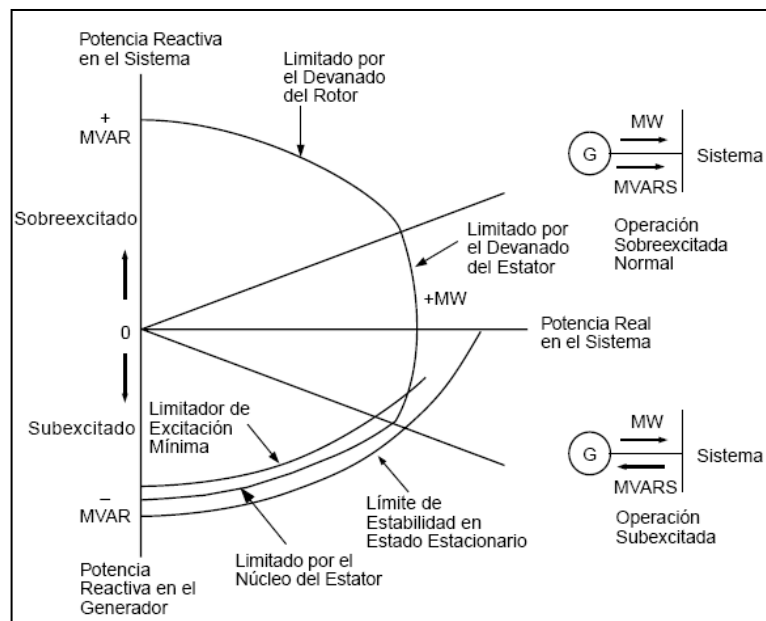 Potencia Reactiva
en el Sistema
Limitado por
el Devanado
del Rotor
+
MVAR
MW
G
Sistema
MVARS
Sobreexcitado
Operación
Sobreexcitada
Normal
Limitado por
el Devanado
del Estator
+MW
0
Potencia Real
en el Sistema
Subexcitado
Limitador de
Excitación
Mínima
MW
G
Sistema
MVARS
–
MVAR
Límite de
Estabilidad en
Estado Estacionario
Operación
Subexcitada
Limitado por el
Núcleo del Estator
Potencia
Reactiva en el
Generador